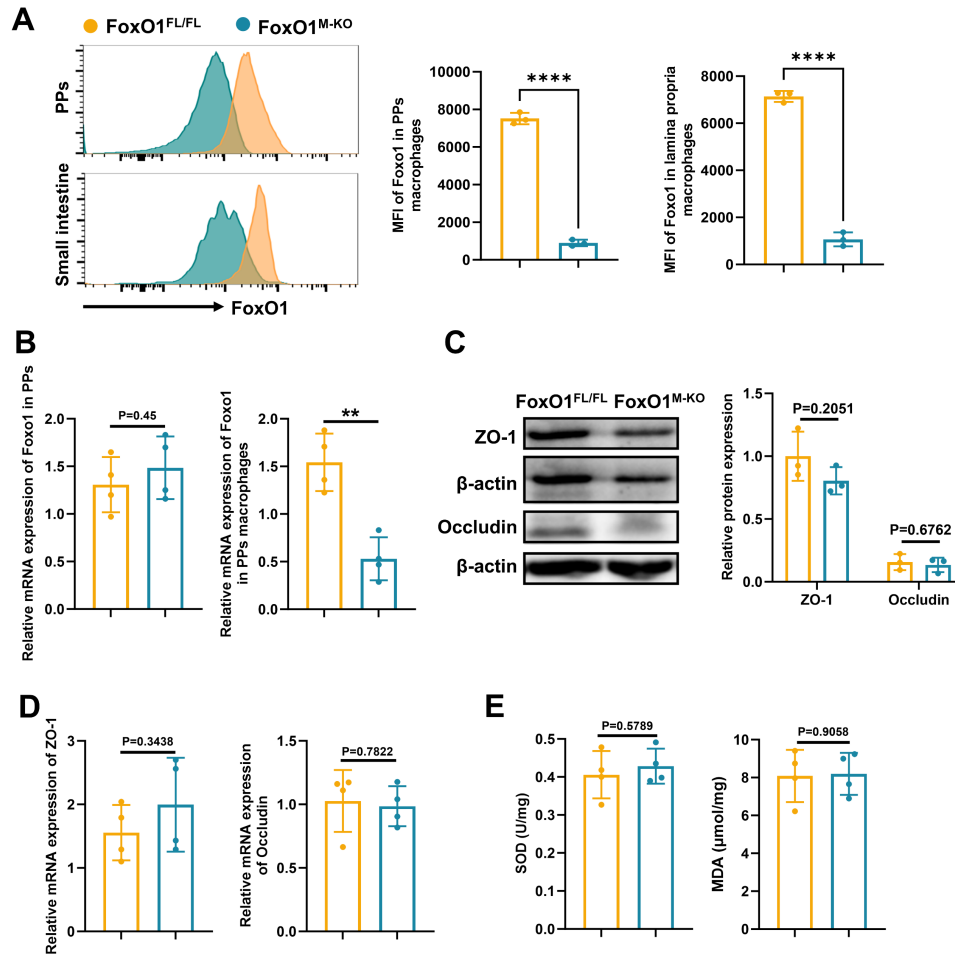 A
FoxO1FL/FL
FoxO1M-KO
PPs
Small intestine
FoxO1
MFI of Foxo1 in PPs
macrophages
10000
8000
6000
4000
2000
0
****
MFI of Foxo1 in lamina propria
macrophages
8000
6000
4000
2000
0
****
B
Relative mRNA expression of Foxo1 in PPs
2.0
1.5
1.0
0.5
0.0
P=0.45
Relative mRNA expression of Foxo1
in PPs macrophages
2.0
1.5
1.0
0.5
0.0
**
C
FoxO1FL/FL FoxO1M-KO
ZO-1
β-actin
Occludin
β-actin
Relative protein expression
1.5
1.0
0.5
0.0
P=0.2051
P=0.6762
ZO-1
Occludin
D
Relative mRNA expression of ZO-1
3
2
1
0
P=0.3438
Relative mRNA expression
of Occludin
1.5
1.0
0.5
0.0
P=0.7822
E
SOD (U/mg)
0.5
0.4
0.3
0.2
0.1
0.0
P=0.5789
MDA (μmol/mg)
10
8
6
4
2
0
P=0.9058